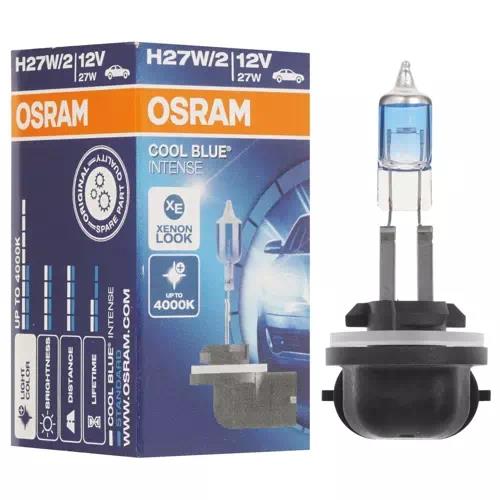 H27W/2
12V
27W
OSRAM
ORIGINAL
SPARE PART QUALITY
UP TO 4000K
LIGHT COLOR
BRIGHTNESS
DISTANCE
LIFETIME
COOL BLUE® INTENSE
STANDARD
WWW.OSRAM.COM
H27W/2
12V
27W
OSRAM
COOL BLUE®
INTENSE
XE
XENON
LOOK
UP TO
4000K